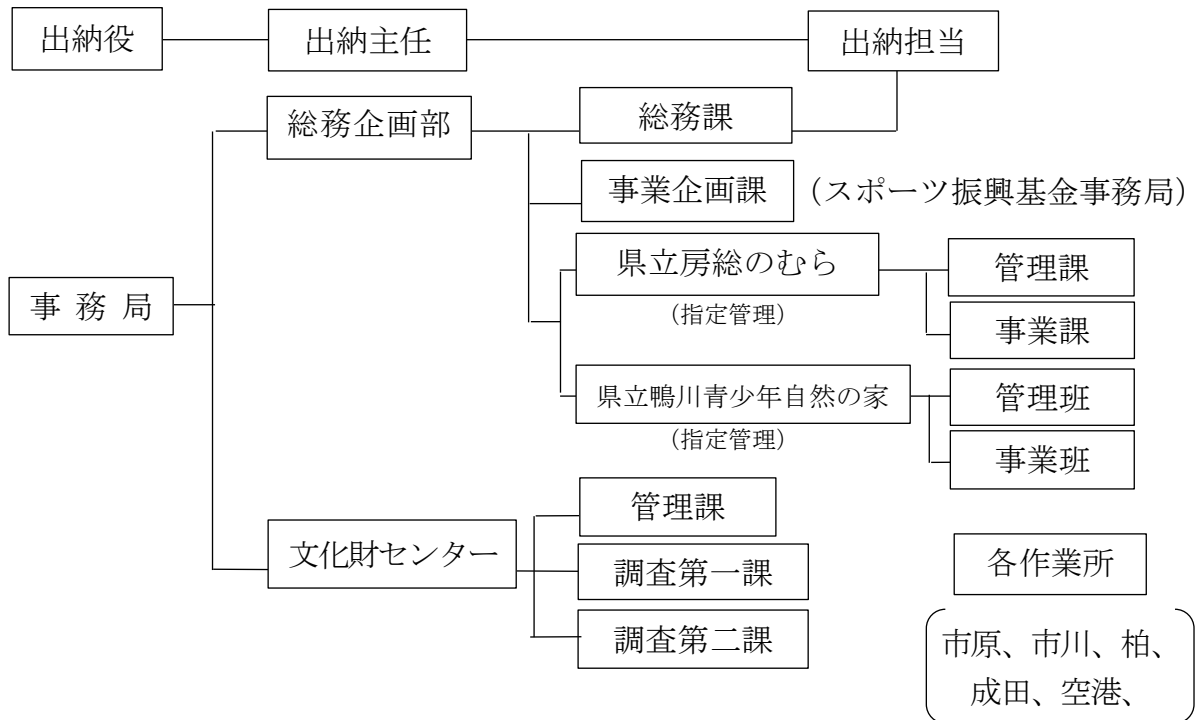 出納役
出納主任
出納担当
総務企画部
総務課
事業企画課
(スポーツ振興基金事務局)
県立房総のむら
(指定管理)
管理課
事業課
事務局
県立鴨川青少年自然の家
(指定管理)
管理班
事業班
文化財センター
管理課
調査第一課
調査第二課
各作業所
市原、市川、柏、
成田、空港、